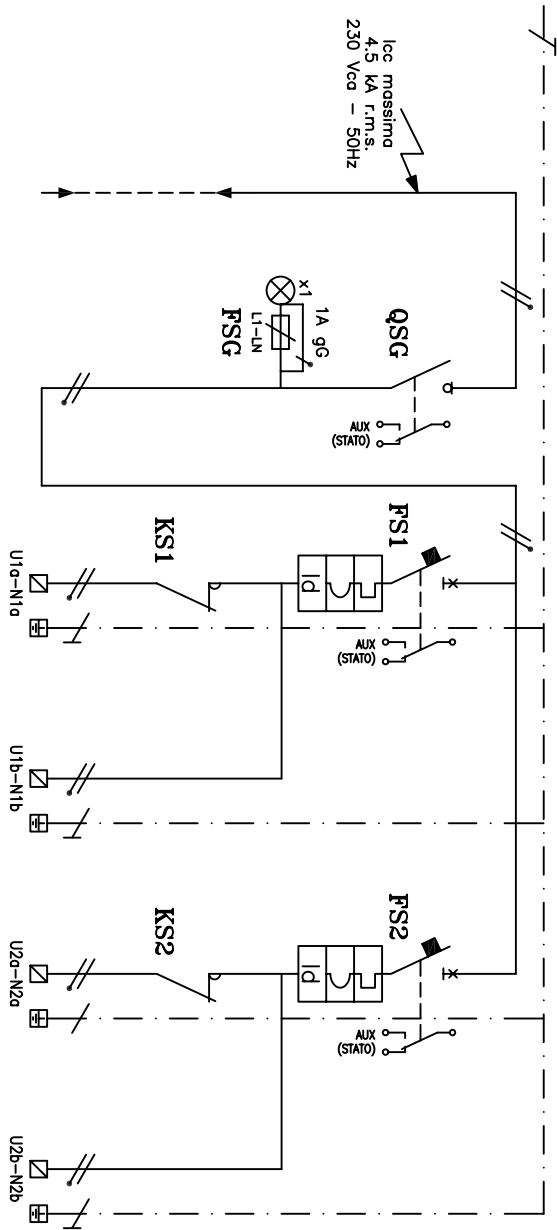 Icc massima
4.5 kA r.m.s.
230 Vca - 50Hz
QSG
AUX
(STATO)
x1
1A gG
L1-LN
FSG
FS1
AUX
(STATO)
Id
KS1
U1a-N1a
U1b-N1b
FS2
AUX
(STATO)
Id
KS2
U2a-N2a
U2b-N2b